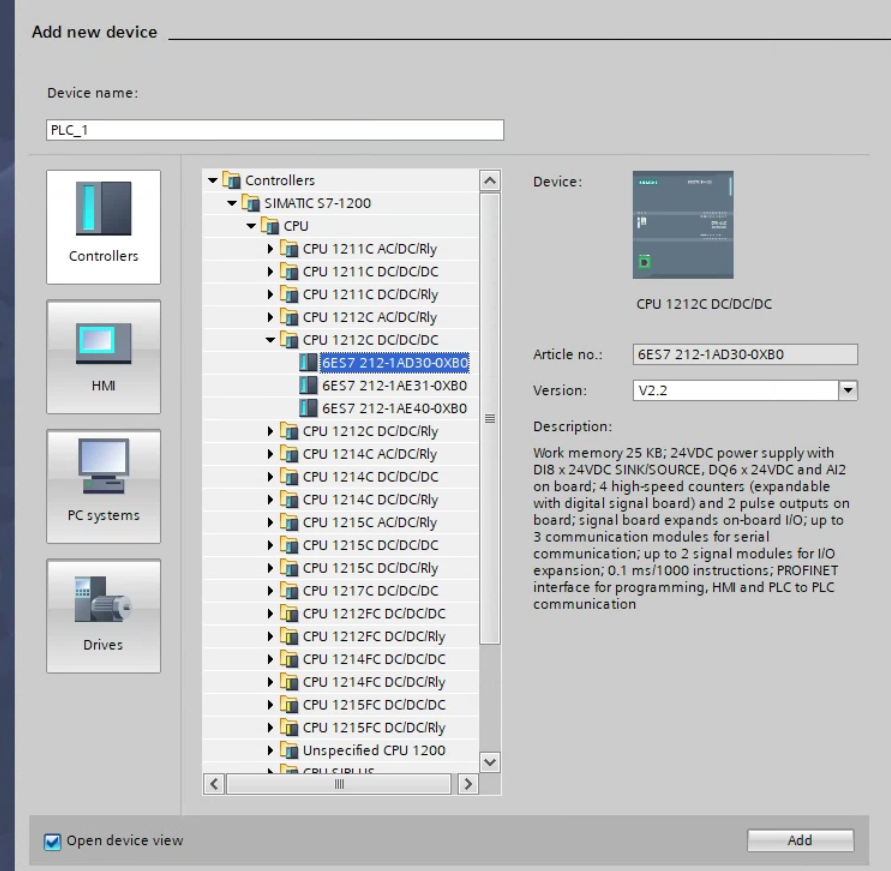 Add new device
Device name:
PLC_1
Controllers
HMI
PC systems
Drives
Controllers
SIMATIC S7-1200
CPU
CPU 1211C AC/DC/Rly
CPU 1211C DC/DC/DC
CPU 1211C DC/DC/Rly
CPU 1212C AC/DC/Rly
CPU 1212C DC/DC/DC
6ES7 212-1AD30-0XB0
6ES7 212-1AE31-0XB0
6ES7 212-1AE40-0XB0
CPU 1212C DC/DC/Rly
CPU 1214C AC/DC/Rly
CPU 1214C DC/DC/DC
CPU 1214C DC/DC/Rly
CPU 1215C AC/DC/Rly
CPU 1215C DC/DC/DC
CPU 1215C DC/DC/Rly
CPU 1217C DC/DC/DC
CPU 1212FC DC/DC/DC
CPU 1212FC DC/DC/Rly
CPU 1214FC DC/DC/DC
CPU 1214FC DC/DC/Rly
CPU 1215FC DC/DC/DC
CPU 1215FC DC/DC/Rly
Unspecified CPU 1200
CPU SIPLUS
Device:
SIEMENS
CPU 1212C DC/DC/DC
Article no.:
6ES7 212-1AD30-0XB0
Version:
V2.2
Description:
Work memory 25 KB; 24VDC power supply with
DI8 x 24VDC SINK/SOURCE, DQ6 x 24VDC and AI2
on board; 4 high-speed counters (expandable
with digital signal board) and 2 pulse outputs on
board; signal board expands on-board I/O; up to
3 communication modules for serial
communication; up to 2 signal modules for I/O
expansion; 0.1 ms/1000 instructions; PROFINET
interface for programming, HMI and PLC to PLC
communication
Open device view
Add